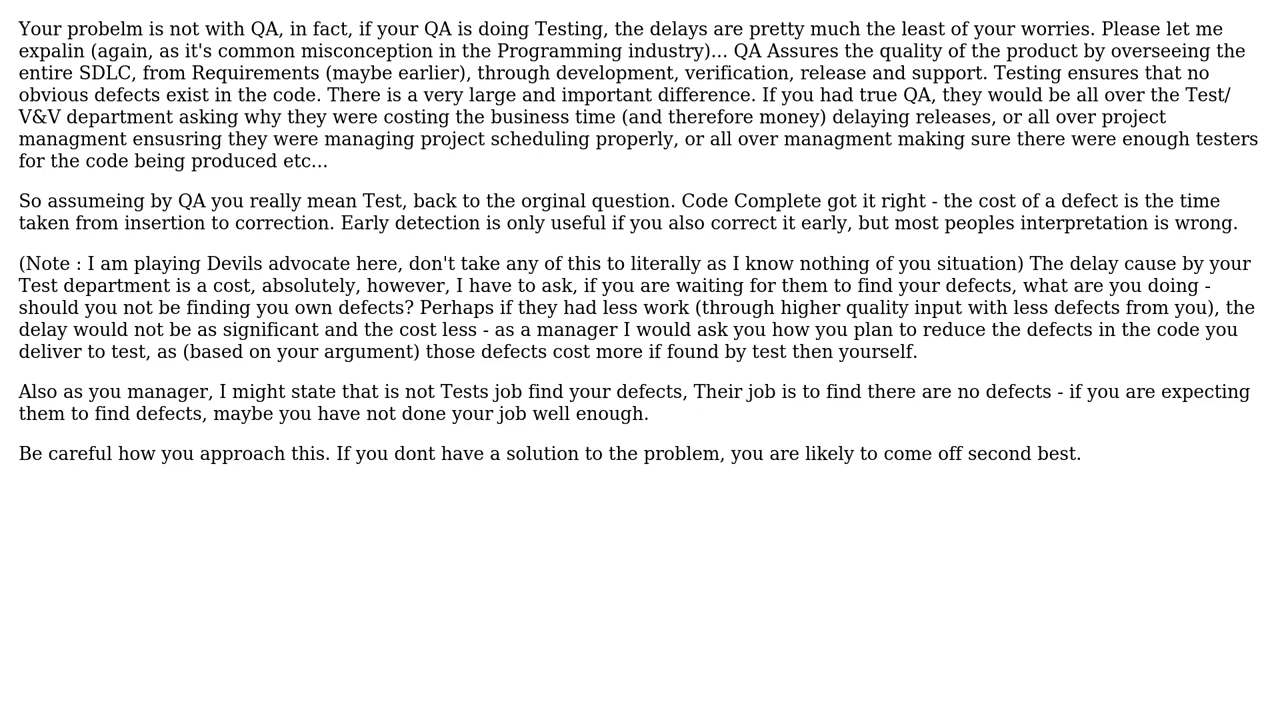 Your probelm is not with QA, in fact, if your QA is doing Testing, the delays are pretty much the least of your worries. Please let me
expalin (again, as it's common misconception in the Programming industry)... QA Assures the quality of the product by overseeing the
entire SDLC, from Requirements (maybe earlier), through development, verification, release and support. Testing ensures that no
obvious defects exist in the code. There is a very large and important difference. If you had true QA, they would be all over the Test/
V&V department asking why they were costing the business time (and therefore money) delaying releases, or all over project
managment ensusring they were managing project scheduling properly, or all over managment making sure there were enough testers
for the code being produced etc...
So assumeing by QA you really mean Test, back to the orginal question. Code Complete got it right - the cost of a defect is the time
taken from insertion to correction. Early detection is only useful if you also correct it early, but most peoples interpretation is wrong.
(Note : I am playing Devils advocate here, don't take any of this to literally as I know nothing of you situation) The delay cause by your
Test department is a cost, absolutely, however, I have to ask, if you are waiting for them to find your defects, what are you doing -
should you not be finding you own defects? Perhaps if they had less work (through higher quality input with less defects from you), the
delay would not be as significant and the cost less - as a manager I would ask you how you plan to reduce the defects in the code you
deliver to test, as (based on your argument) those defects cost more if found by test then yourself.
Also as you manager, I might state that is not Tests job find your defects, Their job is to find there are no defects - if you are expecting
them to find defects, maybe you have not done your job well enough.
Be careful how you approach this. If you dont have a solution to the problem, you are likely to come off second best.